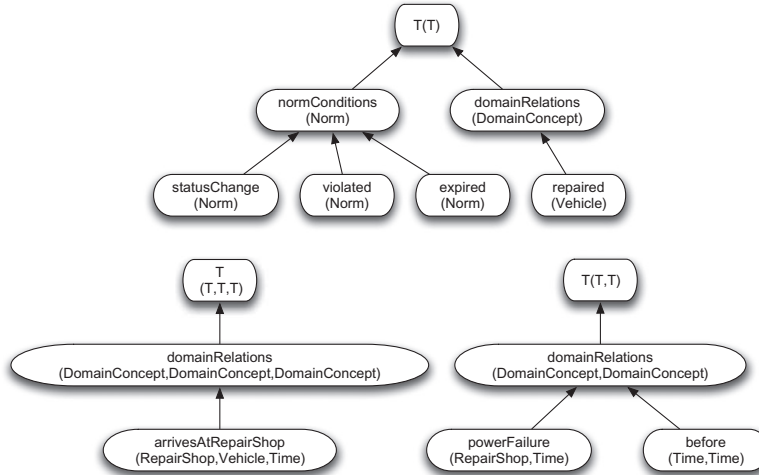 T(T)
normConditions
(Norm)
domainRelations
(DomainConcept)
statusChange
(Norm)
violated
(Norm)
expired
(Norm)
repaired
(Vehicle)
T
(T,T,T)
domainRelations
(DomainConcept,DomainConcept,DomainConcept)
arrivesAtRepairShop
(RepairShop,Vehicle,Time)
T(T,T)
domainRelations
(DomainConcept,DomainConcept)
powerFailure
(RepairShop,Time)
before
(Time,Time)